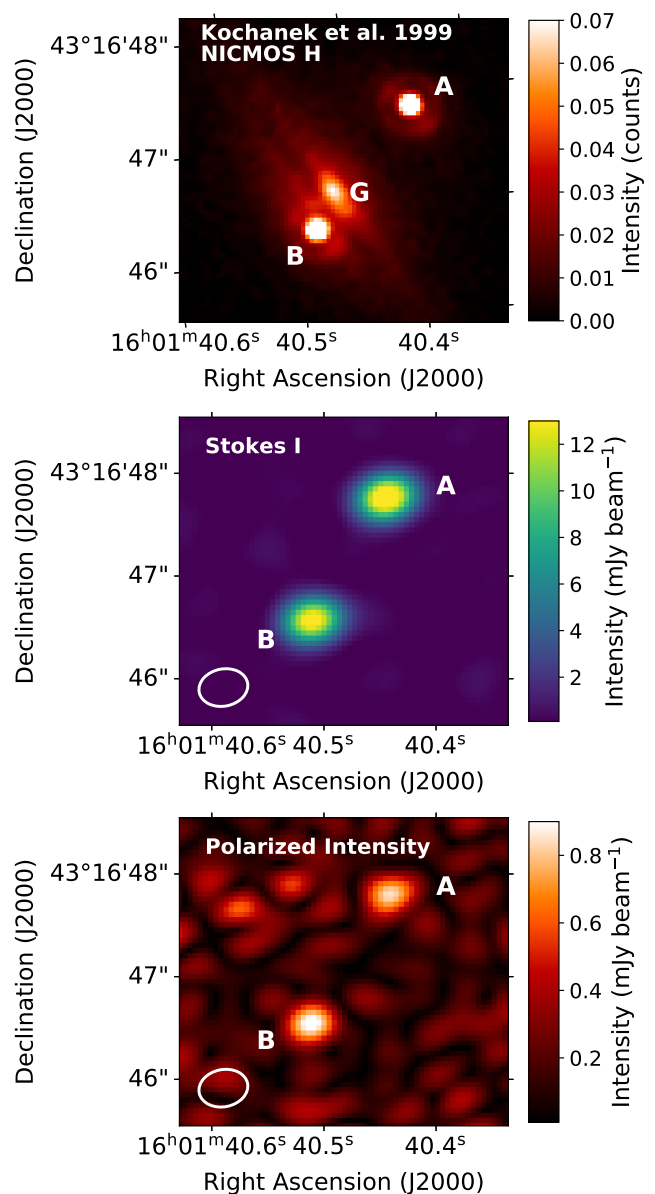 Kochanek et al. 1999
NICMOS H
A
G
B
43°16'48"
47"
46"
Declination (J2000)
16ʰ01ᵐ40.6ˢ 40.5ˢ 40.4ˢ
Right Ascension (J2000)
0.07
0.06
0.05
0.04
0.03
0.02
0.01
0.00
Intensity (counts)
Stokes I
A
B
43°16'48"
47"
46"
Declination (J2000)
16ʰ01ᵐ40.6ˢ 40.5ˢ 40.4ˢ
Right Ascension (J2000)
12
10
8
6
4
2
Intensity (mJy beam⁻¹)
Polarized Intensity
A
B
43°16'48"
47"
46"
Declination (J2000)
16ʰ01ᵐ40.6ˢ 40.5ˢ 40.4ˢ
Right Ascension (J2000)
0.8
0.6
0.4
0.2
Intensity (mJy beam⁻¹)